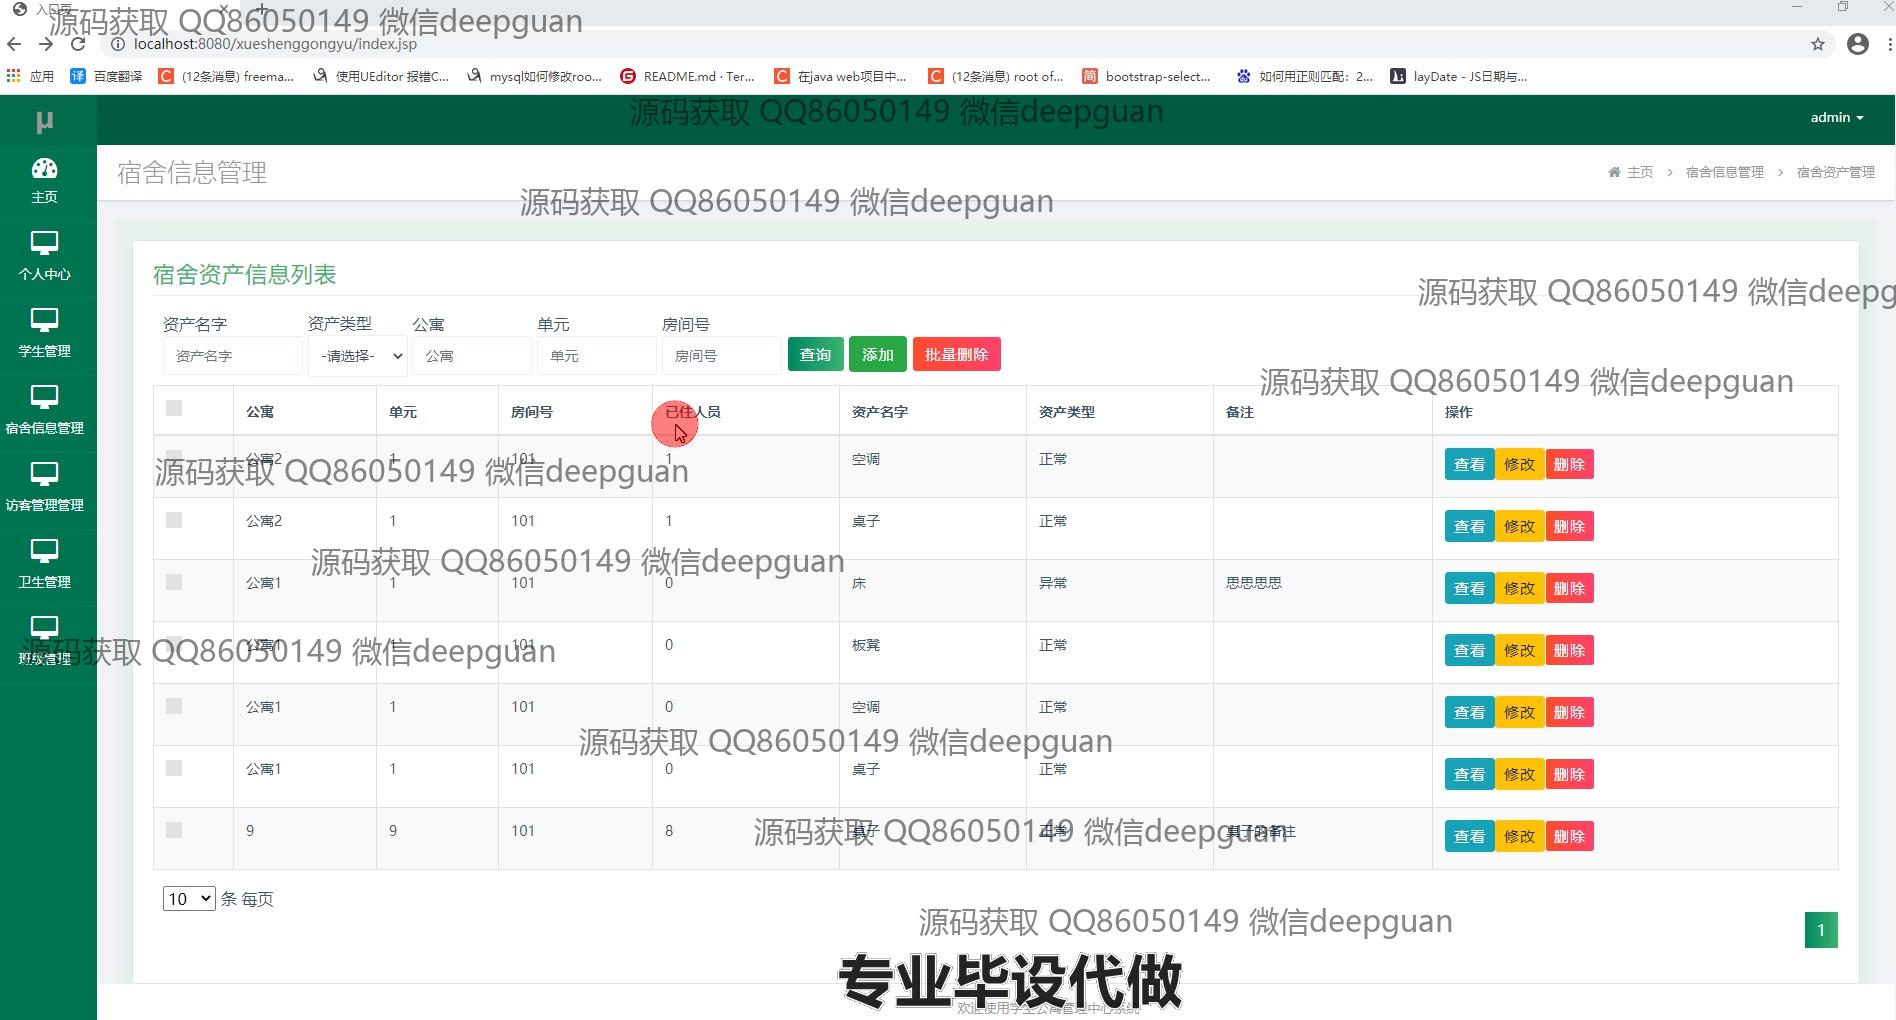 入口页
源码获取 QQ86050149 微信deepguan
localhost:8080/xueshenggongyu/index.jsp
应用 百度翻译 (12条消息) freema... 使用UEditor 报错C... mysql如何修改roo... README.md · Ter... 在java web项目中... (12条消息) root of... bootstrap-select... 如何用正则匹配：2... layDate - JS日期与...
μ
源码获取 QQ86050149 微信deepguan
admin
主页
个人中心
学生管理
宿舍信息管理
访客管理管理
卫生管理
班级管理
宿舍信息管理
主页 > 宿舍信息管理 > 宿舍资产管理
源码获取 QQ86050149 微信deepguan
宿舍资产信息列表
源码获取 QQ86050149 微信deepg
资产名字 资产类型 公寓 单元 房间号
资产名字 -请选择- 公寓 单元 房间号 查询 添加 批量删除
源码获取 QQ86050149 微信deepguan
公寓 单元 房间号 已住人员 资产名字 资产类型 备注 操作
公寓2 1 101 1 空调 正常 查看 修改 删除
源码获取 QQ86050149 微信deepguan
公寓2 1 101 1 桌子 正常 查看 修改 删除
源码获取 QQ86050149 微信deepguan
公寓1 1 101 0 床 异常 思思思思 查看 修改 删除
公寓1 1 101 0 板凳 正常 查看 修改 删除
源码获取 QQ86050149 微信deepguan
公寓1 1 101 0 空调 正常 查看 修改 删除
源码获取 QQ86050149 微信deepguan
公寓1 1 101 0 桌子 正常 查看 修改 删除
9 9 101 8 桌子 正常 桌子的备注 查看 修改 删除
源码获取 QQ86050149 微信deepguan
10 条 每页
源码获取 QQ86050149 微信deepguan
1
专业毕设代做
欢迎使用学生公寓管理中心系统